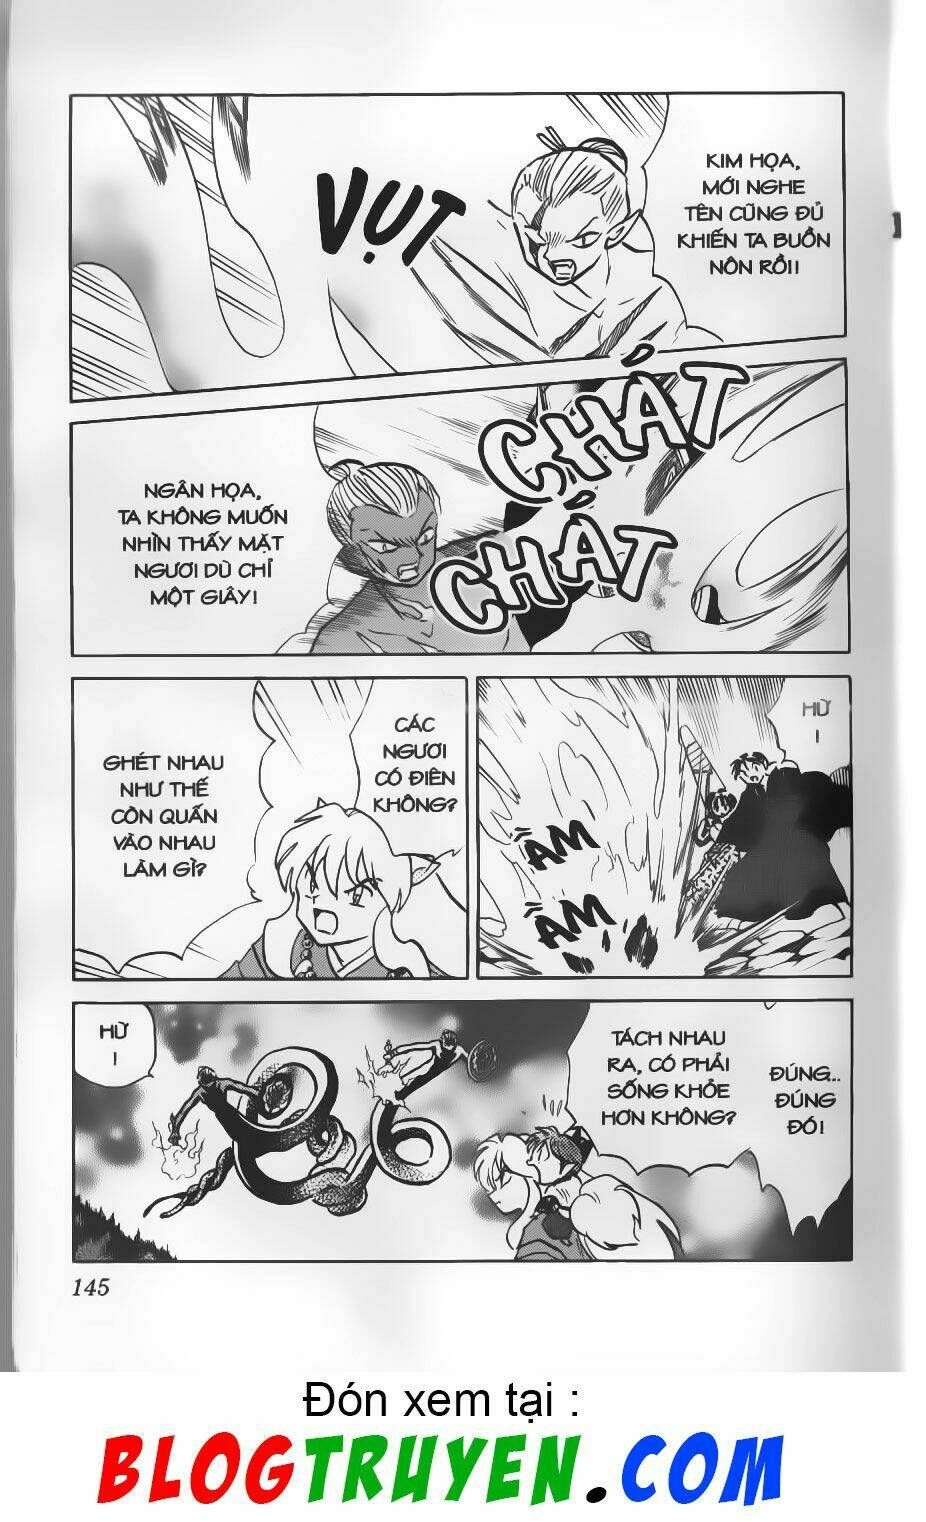 KIM HỌA,
MỚI NGHE
TÊN CŨNG ĐỦ
KHIẾN TA BUỒN
NÔN RỒI!
VỤT
CHÁT
CHÁT
NGÂN HỌA,
TA KHÔNG MUỐN
NHÌN THẤY MẶT
NGƯƠI DÙ CHỈ
MỘT GIÂY!
CÁC
NGƯƠI
CÓ ĐIÊN
KHÔNG?
GHÉT NHAU
NHƯ THẾ
CÒN QUẤN
VÀO NHAU
LÀM GÌ?
HỪ
!
ẦM
ẦM
HỪ
!
TÁCH NHAU
RA, CÓ PHẢI
SỐNG KHỎE
HƠN KHÔNG?
ĐÚNG..
ĐÚNG
ĐÓ!
145
Đón xem tại :
BLOGTRUYEN.COM